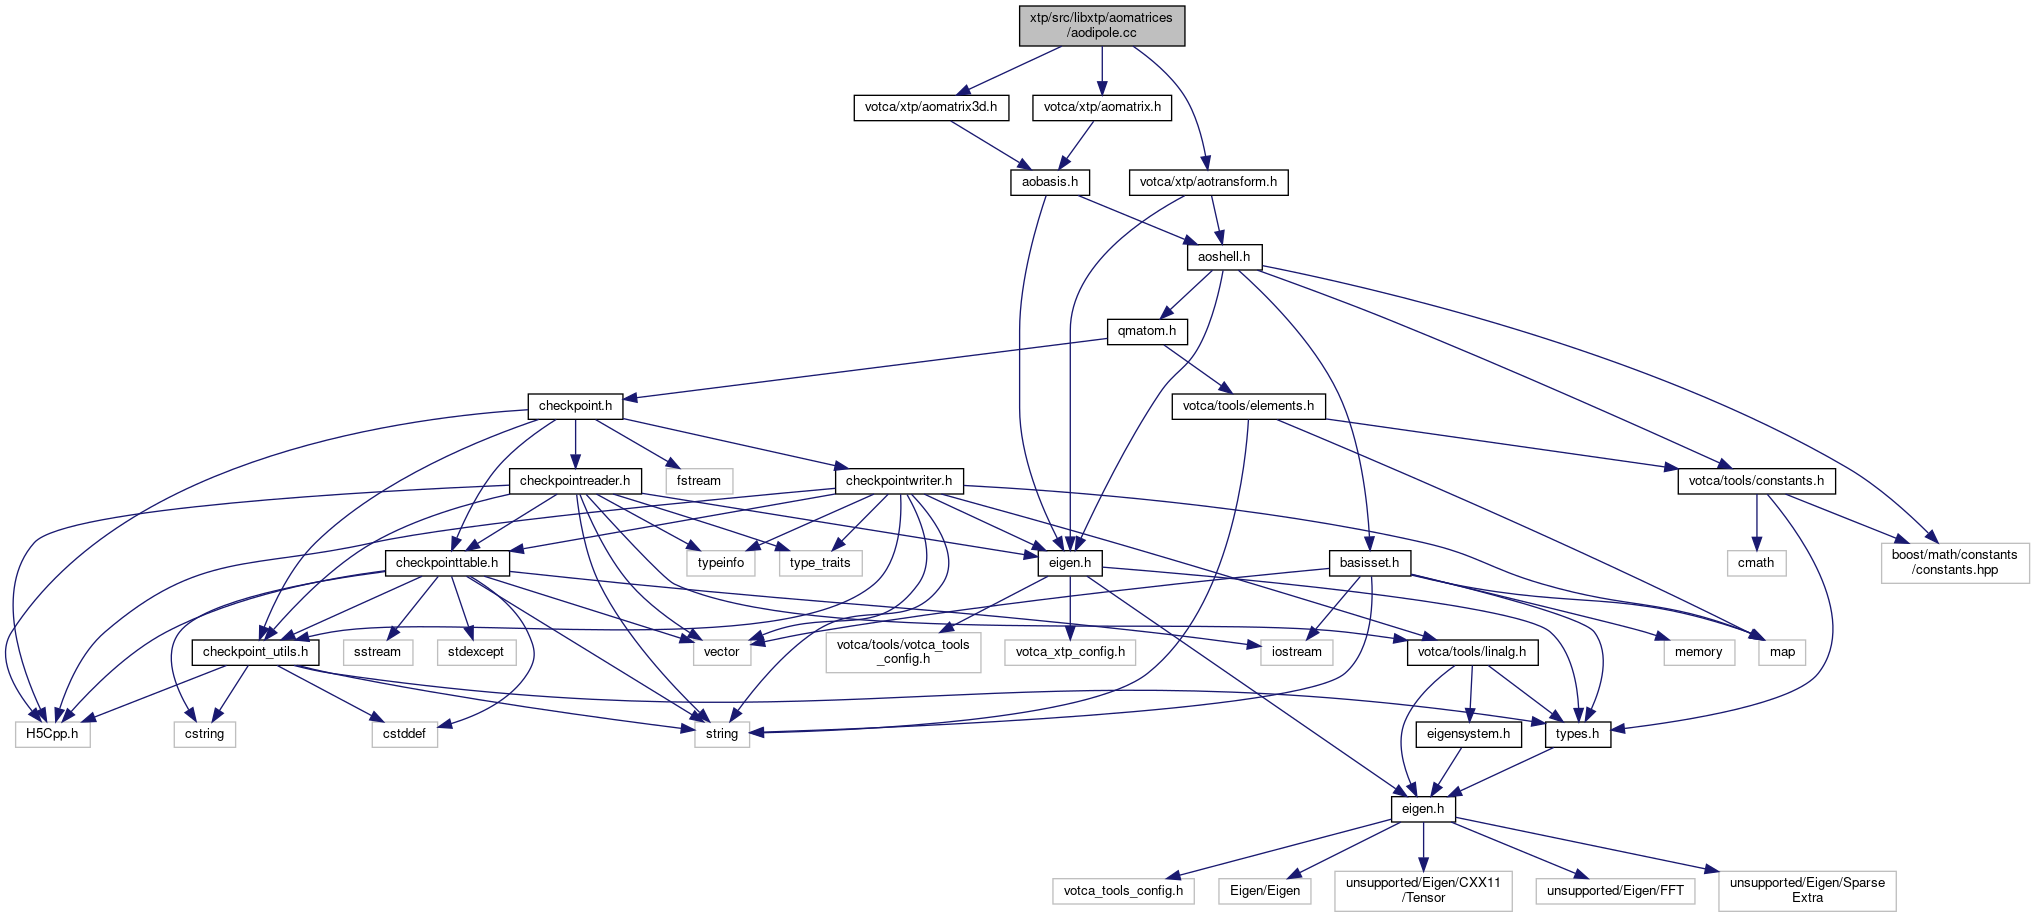 xtp/src/libxtp/aomatrices
/aodipole.cc
votca/xtp/aomatrix3d.h
votca/xtp/aomatrix.h
aobasis.h
votca/xtp/aotransform.h
aoshell.h
qmatom.h
checkpoint.h
votca/tools/elements.h
checkpointreader.h
fstream
checkpointwriter.h
votca/tools/constants.h
checkpointtable.h
typeinfo
type_traits
eigen.h
basisset.h
cmath
boost/math/constants
/constants.hpp
checkpoint_utils.h
sstream
stdexcept
vector
votca/tools/votca_tools
_config.h
votca_xtp_config.h
iostream
votca/tools/linalg.h
memory
map
H5Cpp.h
cstring
cstddef
string
eigensystem.h
types.h
eigen.h
votca_tools_config.h
Eigen/Eigen
unsupported/Eigen/CXX11
/Tensor
unsupported/Eigen/FFT
unsupported/Eigen/Sparse
Extra